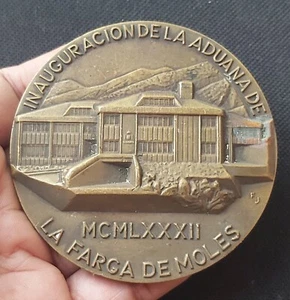 INAUGURACION DE LA ADUANA DE
MCMLXXXII
LA FARGA DE MOLES